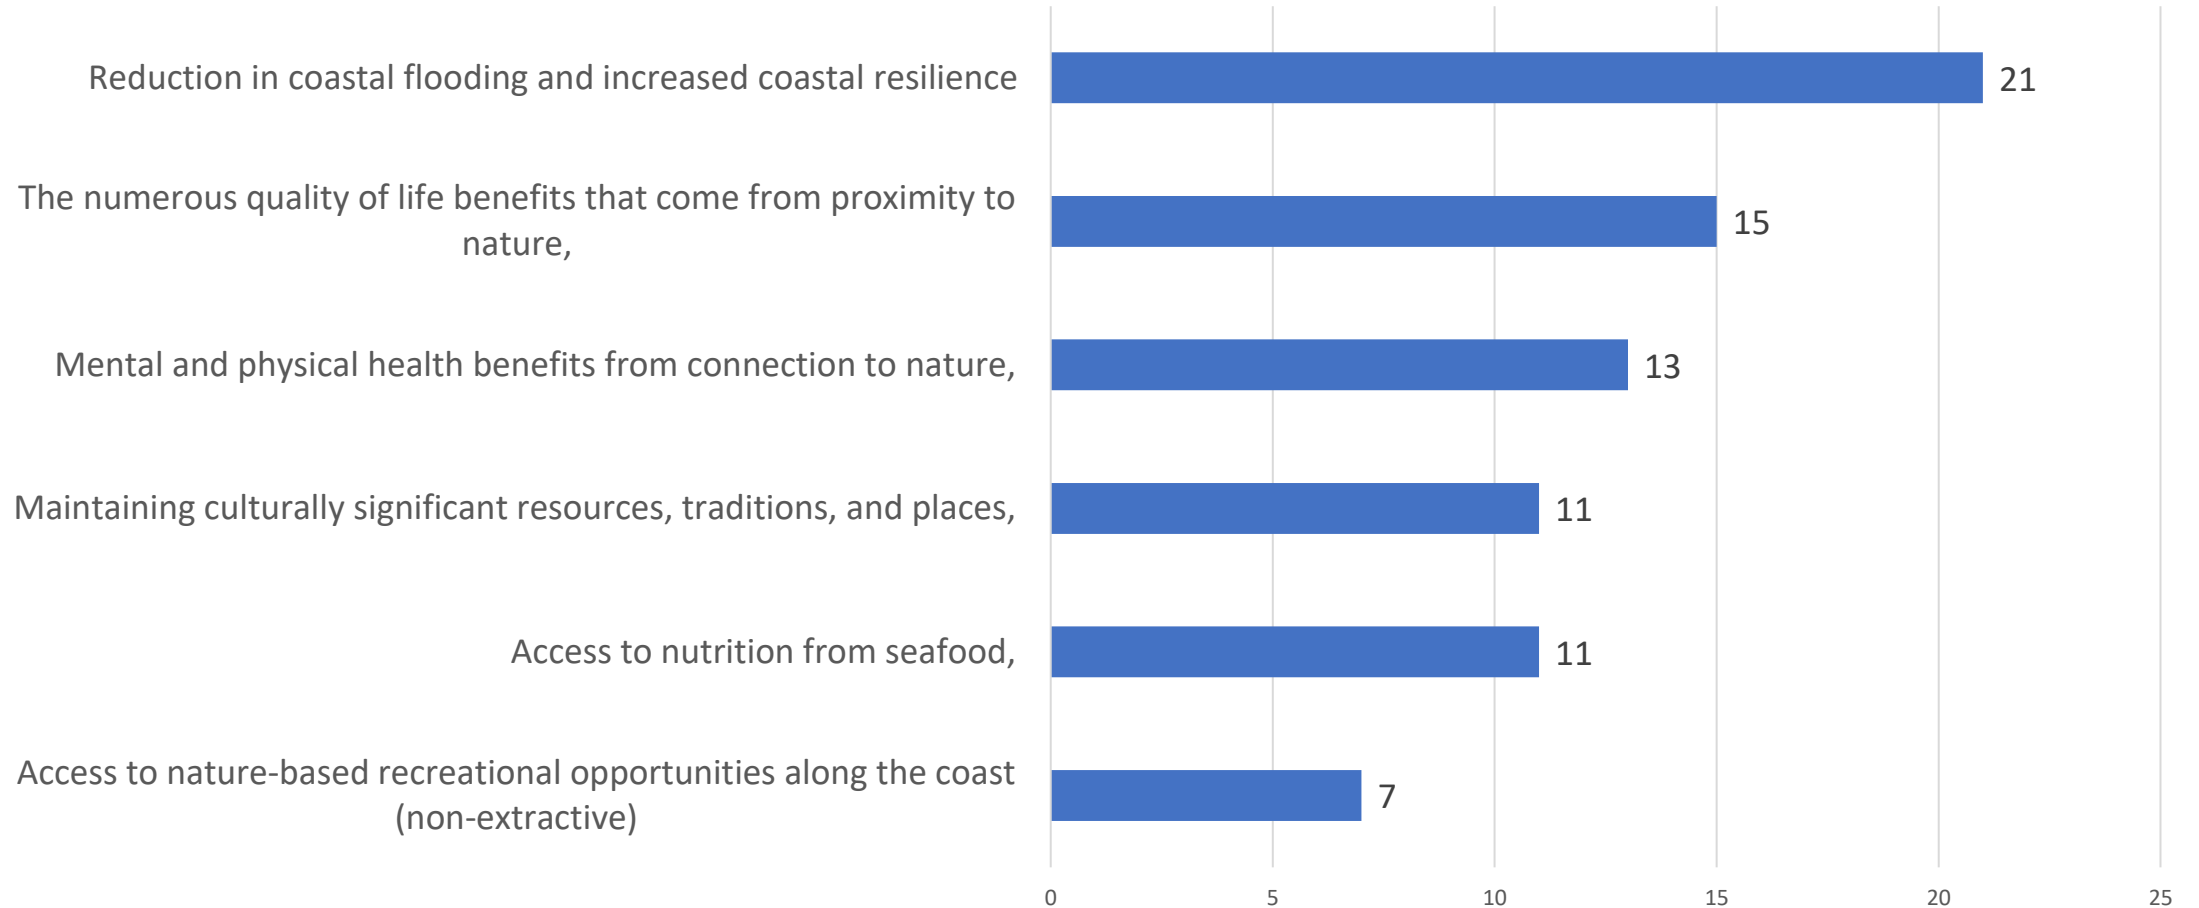 Reduction in coastal flooding and increased coastal resilience
21
The numerous quality of life benefits that come from proximity to
nature,
15
Mental and physical health benefits from connection to nature,
13
Maintaining culturally significant resources, traditions, and places,
11
Access to nutrition from seafood,
11
Access to nature-based recreational opportunities along the coast
(non-extractive)
7
0 5 10 15 20 25